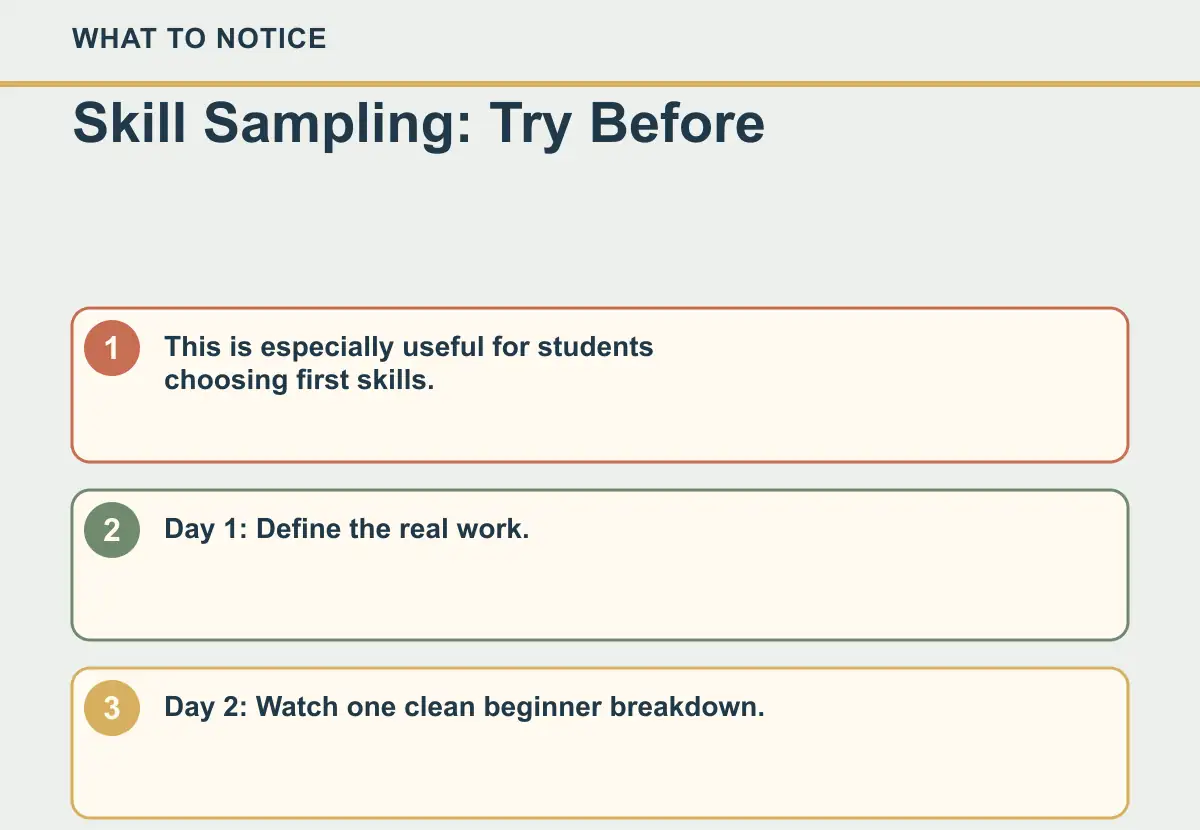 WHAT TO NOTICE
Skill Sampling: Try Before
1
This is especially useful for students
choosing first skills.
2
Day 1: Define the real work.
3
Day 2: Watch one clean beginner breakdown.